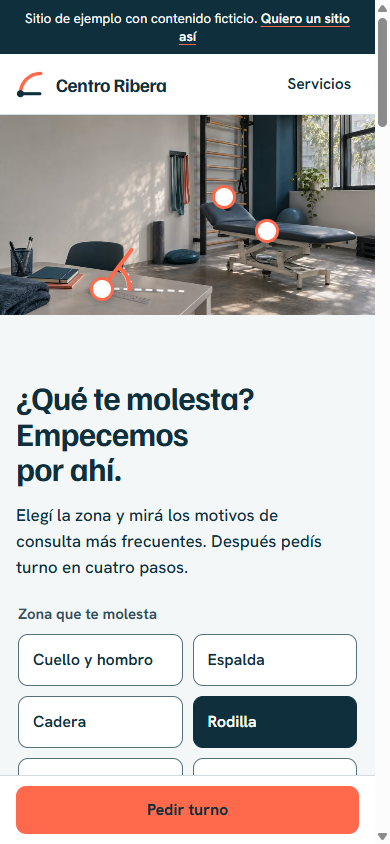 Sitio de ejemplo con contenido ficticio. Quiero un sitio
así
Centro Ribera
Servicios
¿Qué te molesta?
Empecemos
por ahí.
Elegí la zona y mirá los motivos de
consulta más frecuentes. Después pedís
turno en cuatro pasos.
Zona que te molesta
Cuello y hombro
Espalda
Cadera
Rodilla
Pedir turno